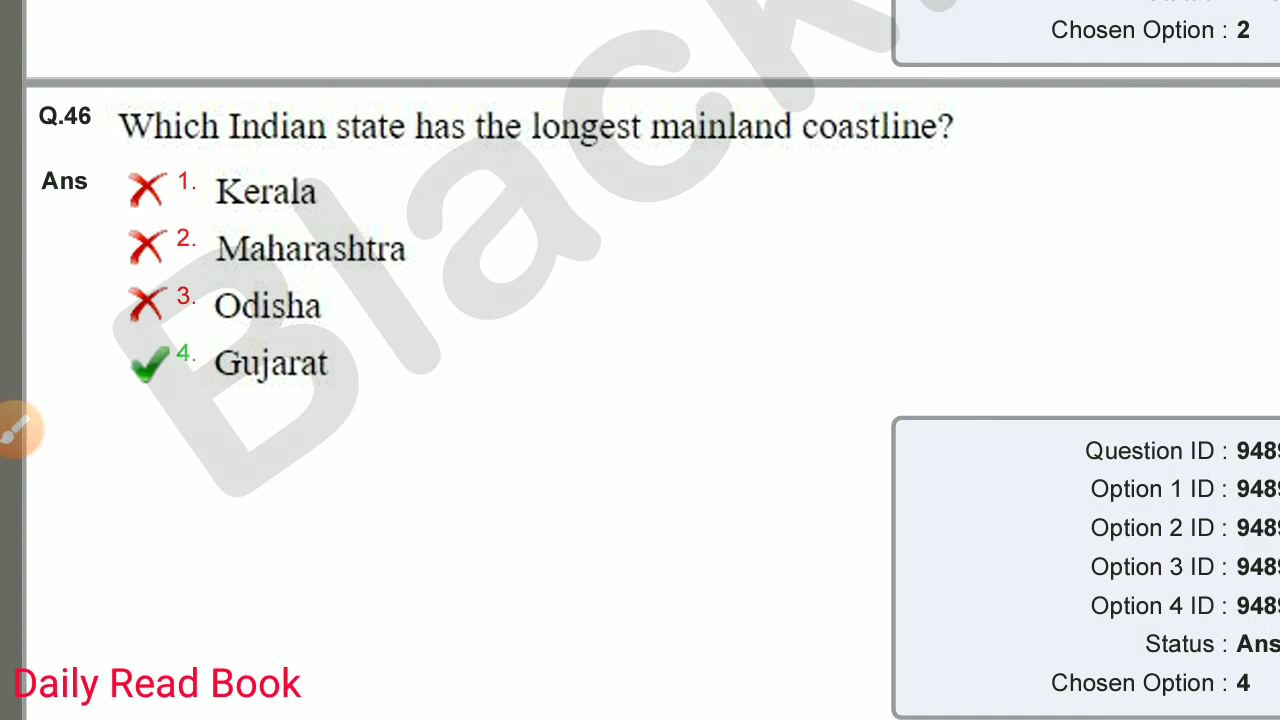 Chosen Option : 2
Q.46 Which Indian state has the longest mainland coastline?
Ans 1. Kerala
2. Maharashtra
3. Odisha
4. Gujarat
Black
Question ID : 948
Option 1 ID : 948
Option 2 ID : 948
Option 3 ID : 948
Option 4 ID : 948
Status : Ans
Chosen Option : 4
Daily Read Book